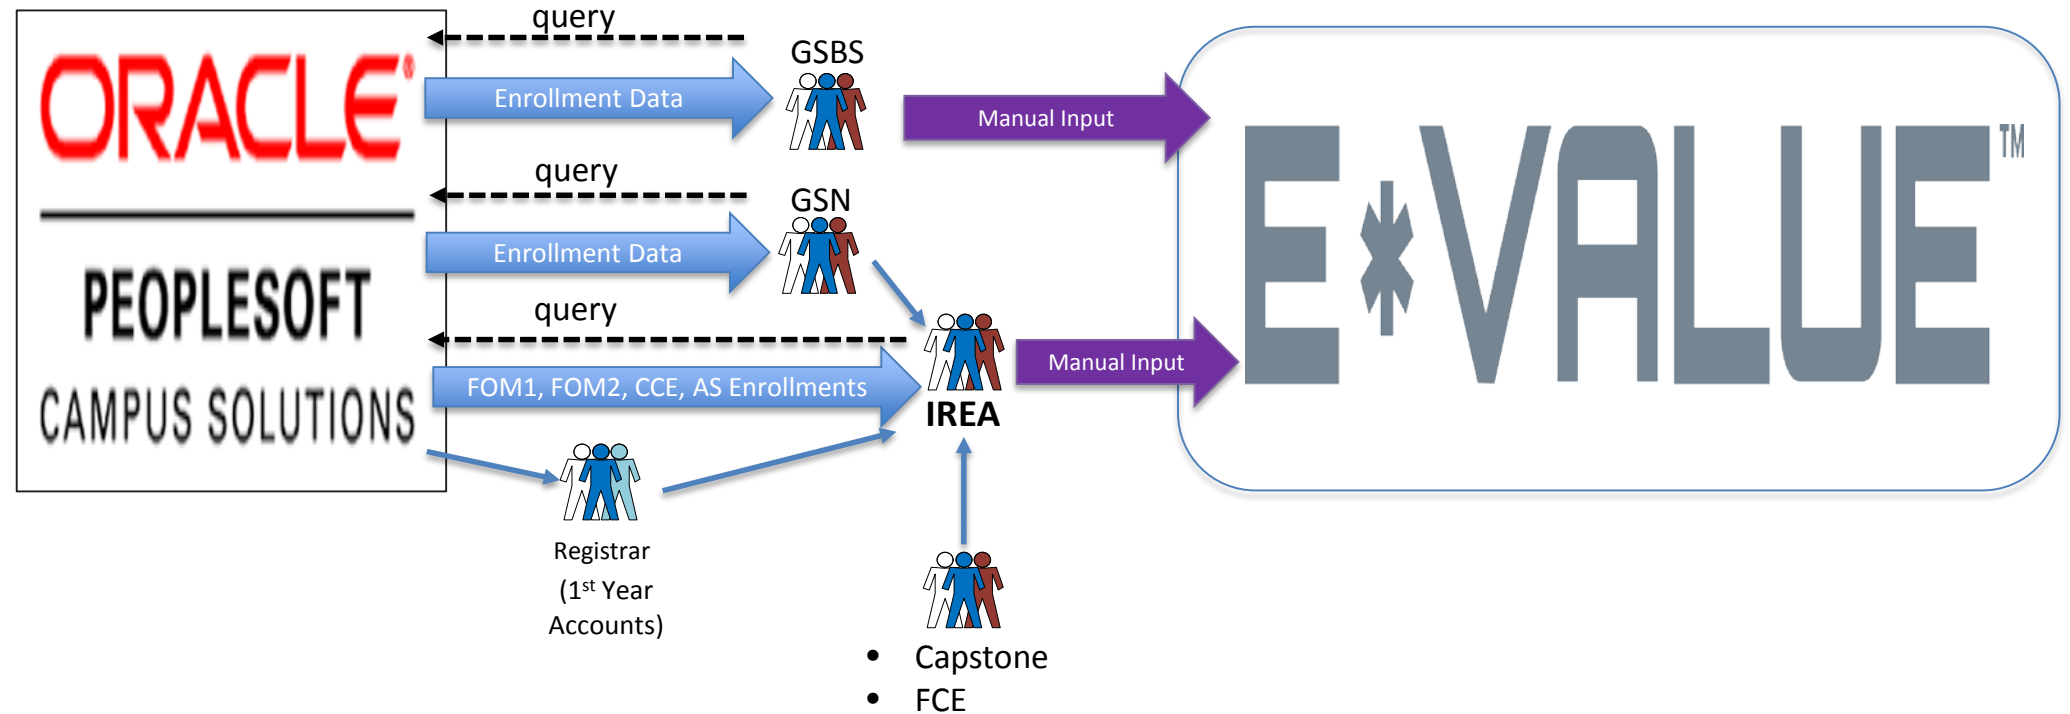 query
GSBS
ORACLE®
Enrollment Data
Manual Input
E*VALUE™
query
GSN
Enrollment Data
PEOPLESOFT
CAMPUS SOLUTIONS
query
FOM1, FOM2, CCE, AS Enrollments
Manual Input
IREA
Registrar
(1st Year
Accounts)
• Capstone
• FCE